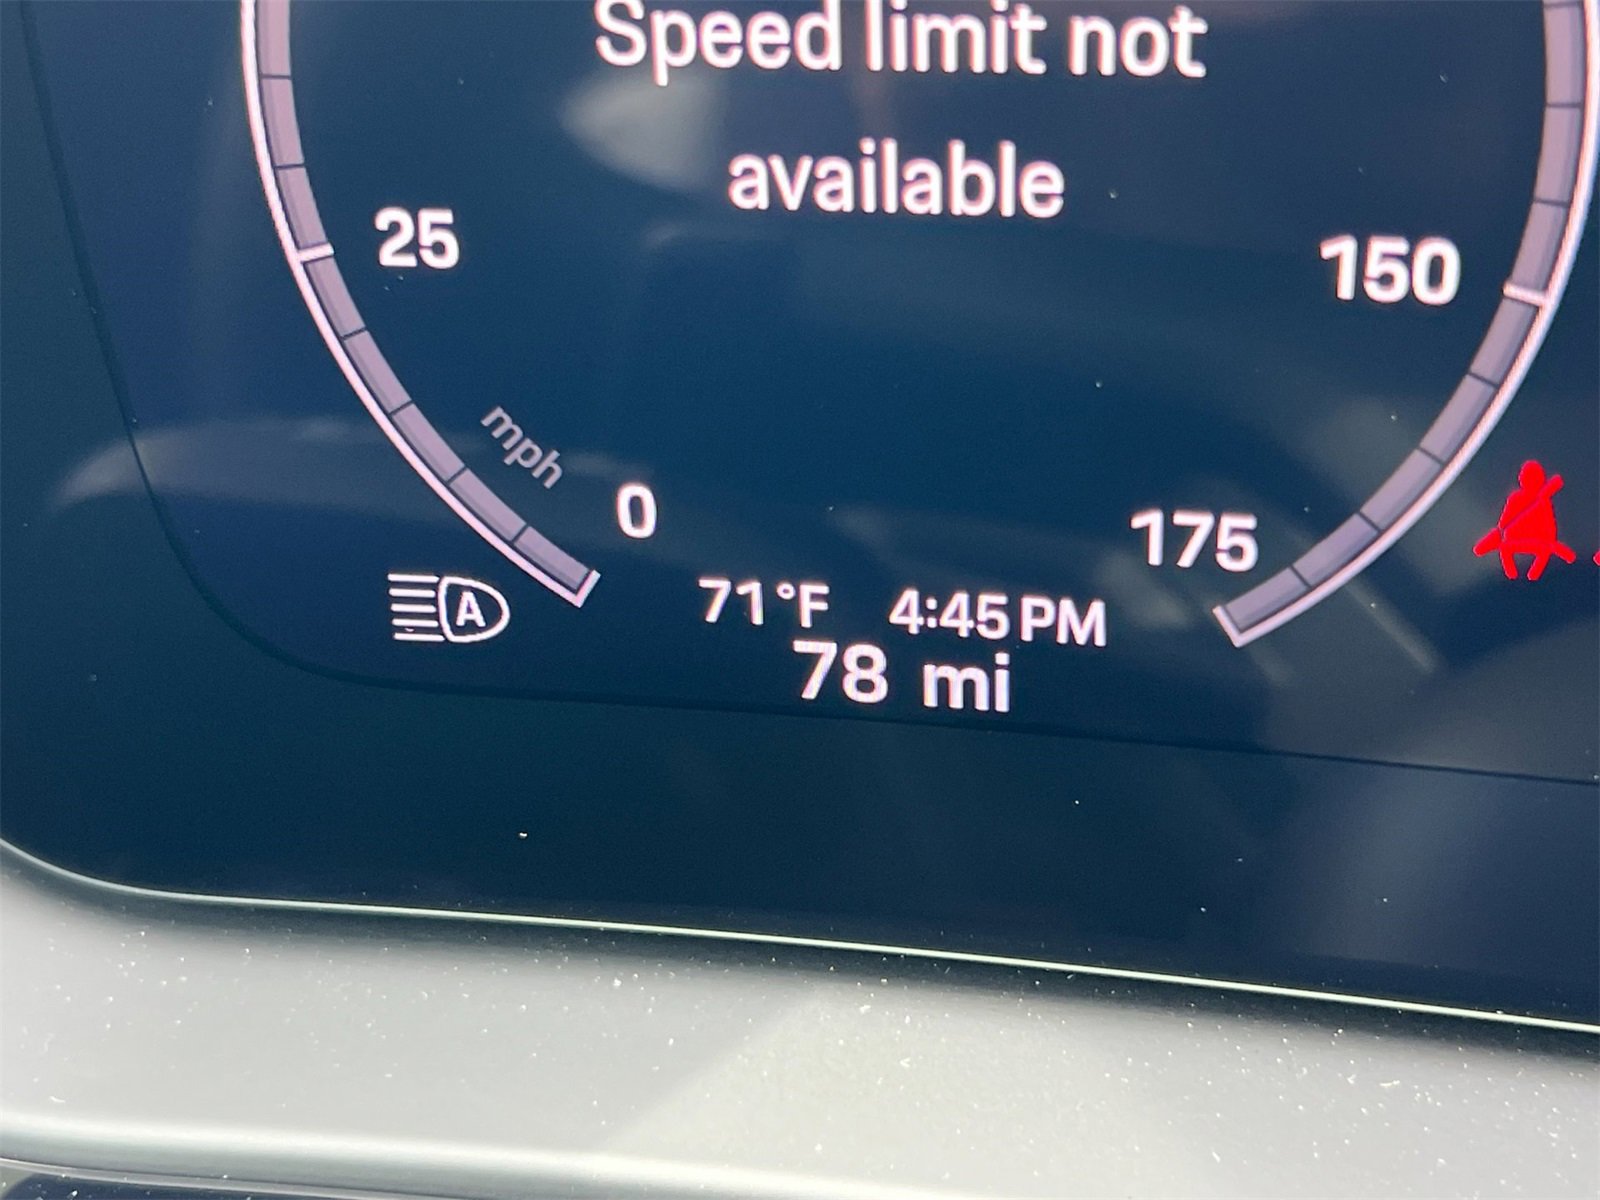 Speed limit not
available
25
150
mph
0
175
A
71°F 4:45 PM
78 mi